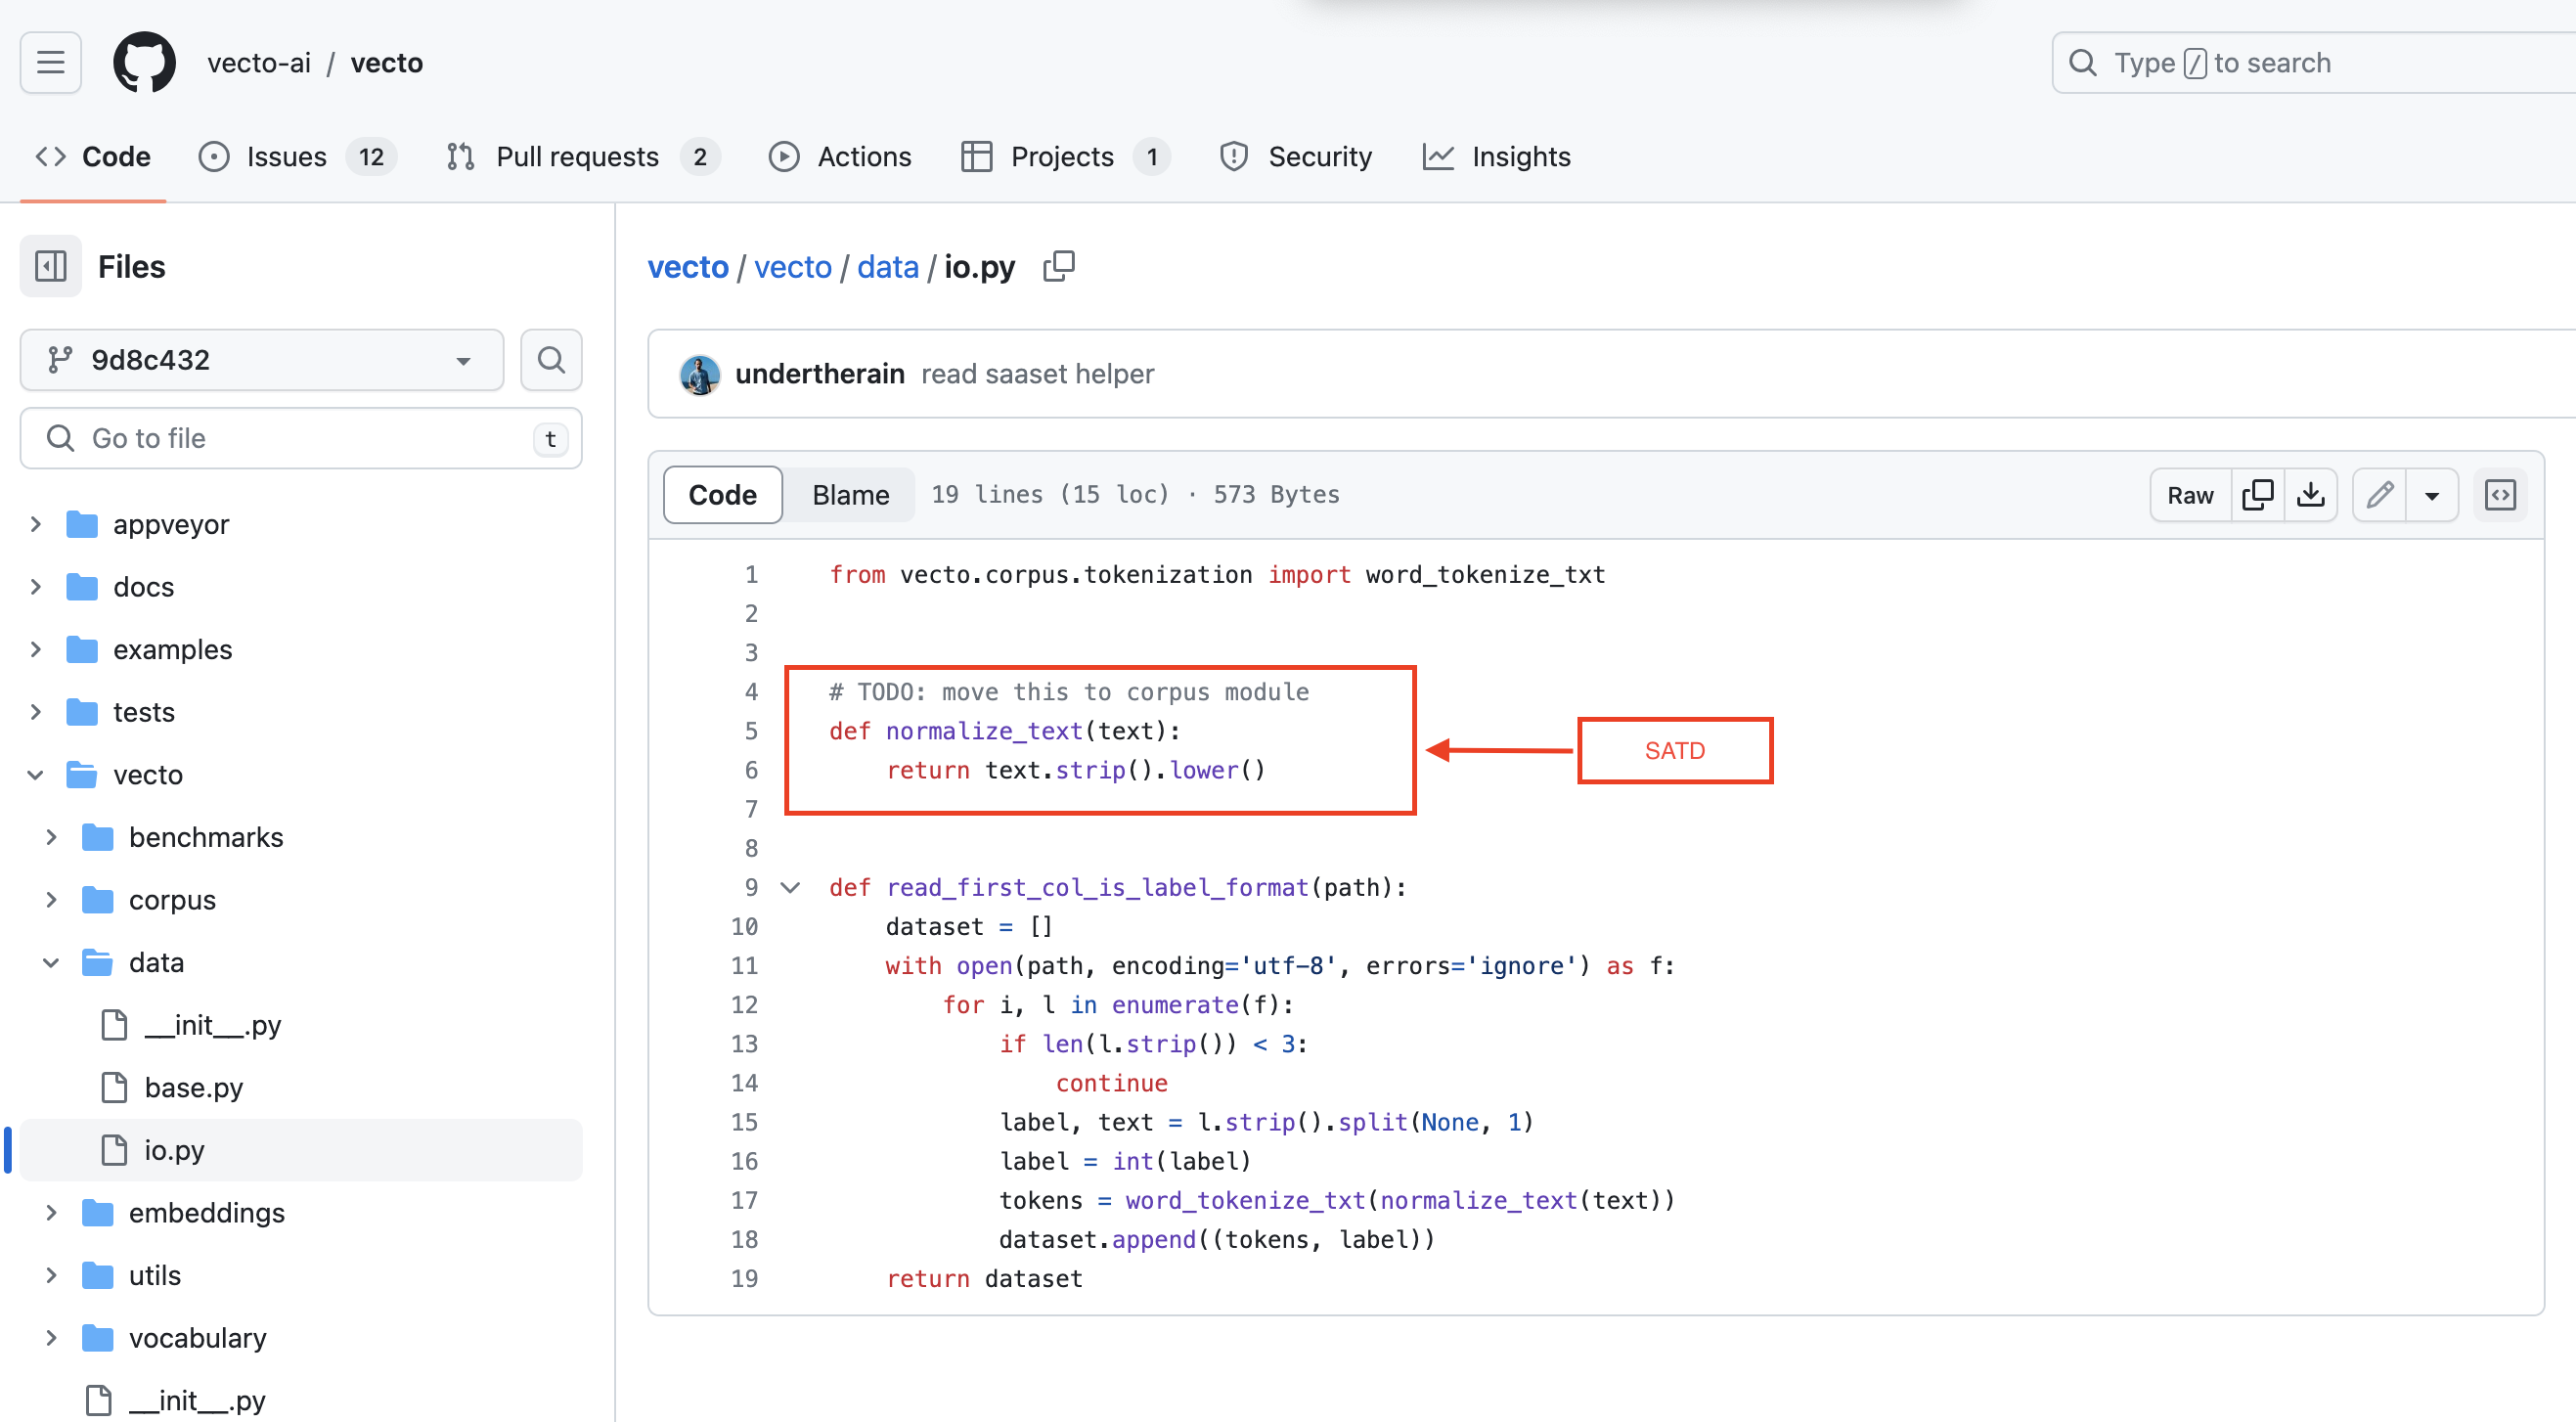 vecto-ai / vecto
Type / to search
Code Issues 12 Pull requests 2 Actions Projects 1 Security Insights
Files
9d8c432
Go to file t
appveyor
docs
examples
tests
vecto
benchmarks
corpus
data
__init__.py
base.py
io.py
embeddings
utils
vocabulary
__init__.py
vecto / vecto / data / io.py
undertherain read saaset helper
Code Blame 19 lines (15 loc) · 573 Bytes Raw
1 from vecto.corpus.tokenization import word_tokenize_txt
2
3
4 # TODO: move this to corpus module
5 def normalize_text(text):
6     return text.strip().lower()
7
8
9 def read_first_col_is_label_format(path):
10     dataset = []
11     with open(path, encoding='utf-8', errors='ignore') as f:
12         for i, l in enumerate(f):
13             if len(l.strip()) < 3:
14                 continue
15             label, text = l.strip().split(None, 1)
16             label = int(label)
17             tokens = word_tokenize_txt(normalize_text(text))
18             dataset.append((tokens, label))
19     return dataset
SATD